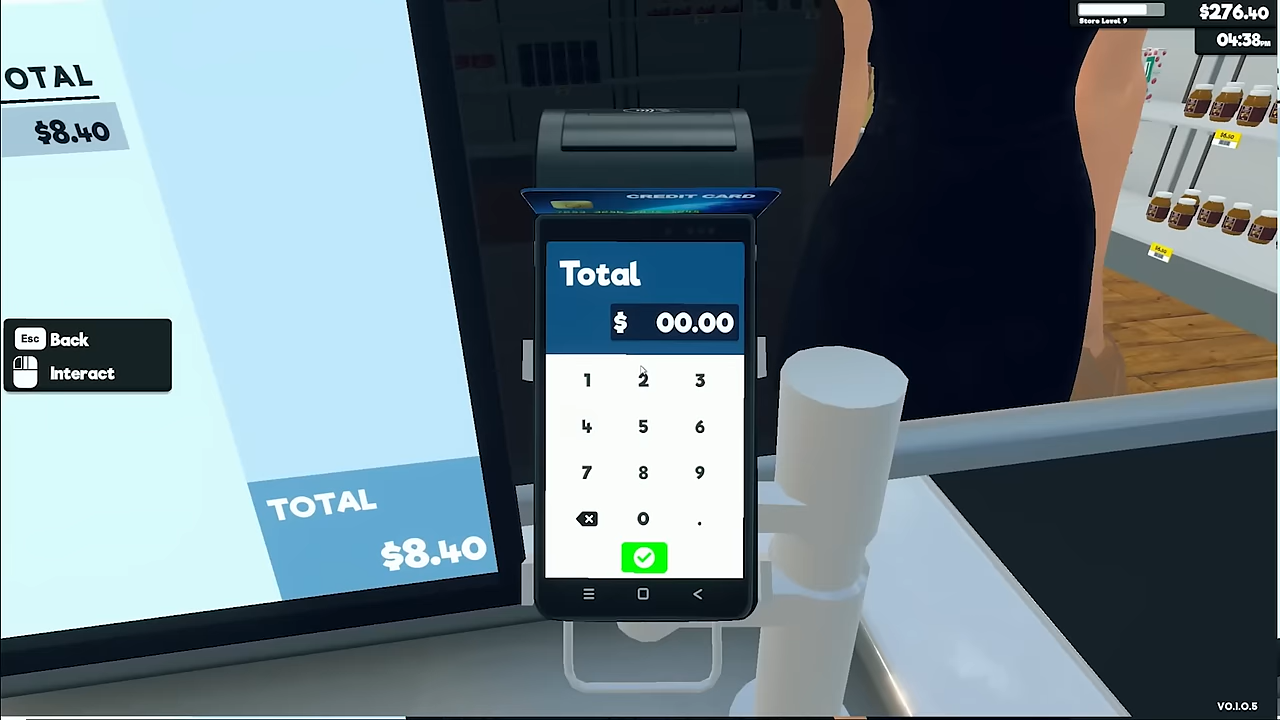 OTAL
$8.40
Esc Back
Interact
TOTAL
$8.40
CREDIT CARD
Total
$ 00.00
1 2 3
4 5 6
7 8 9
0 .
$276.40
Store Level 9
04:38PM
V0.1.0.5